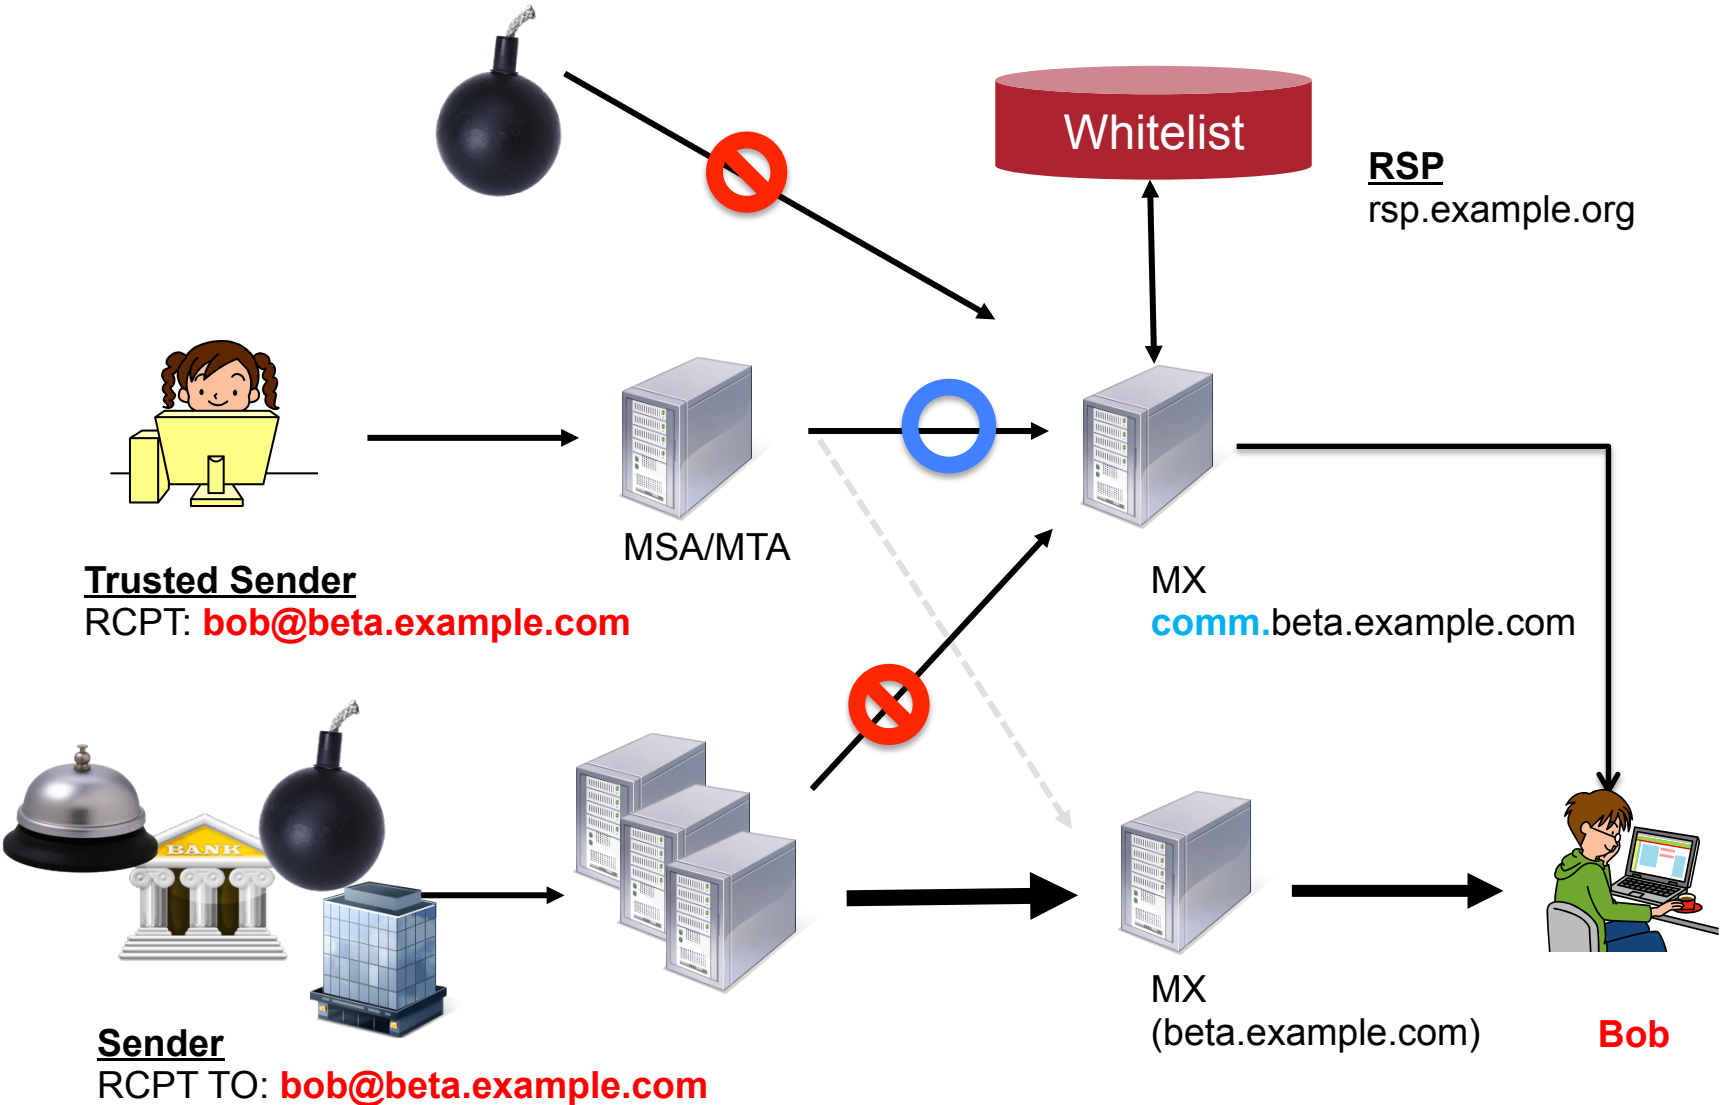 Whitelist
RSP
rsp.example.org
MSA/MTA
Trusted Sender
RCPT: bob@beta.example.com
MX
comm.beta.example.com
BANK
Sender
RCPT TO: bob@beta.example.com
MX
(beta.example.com)
Bob